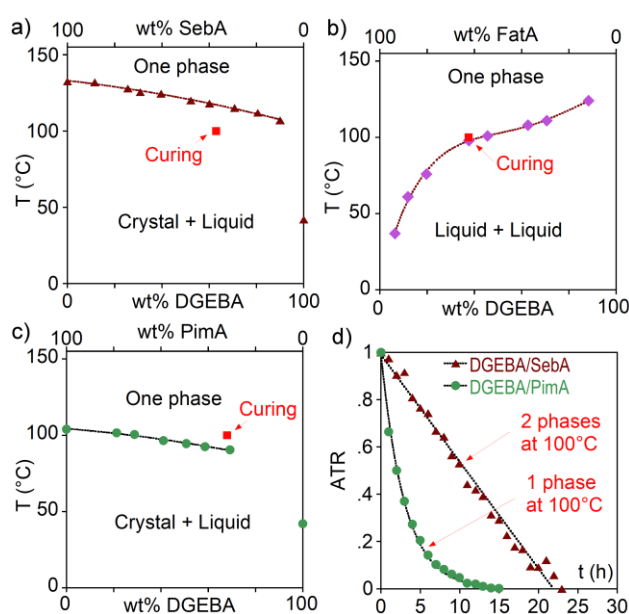 a)
wt% SebA
100
0
150
One phase
100
Curing
T (°C)
50
Crystal + Liquid
0
0
wt% DGEBA
100
b)
wt% FatA
100
0
150
One phase
100
Curing
T (°C)
50
Liquid + Liquid
0
0
wt% DGEBA
100
c)
wt% PimA
100
0
150
One phase
Curing
100
T (°C)
50
Crystal + Liquid
0
0
wt% DGEBA
100
d)
1
DGEBA/SebA
DGEBA/PimA
.8
2 phases
at 100°C
.6
ATR
1 phase
at 100°C
.4
.2
0
t (h)
0
5
10
15
20
25
30